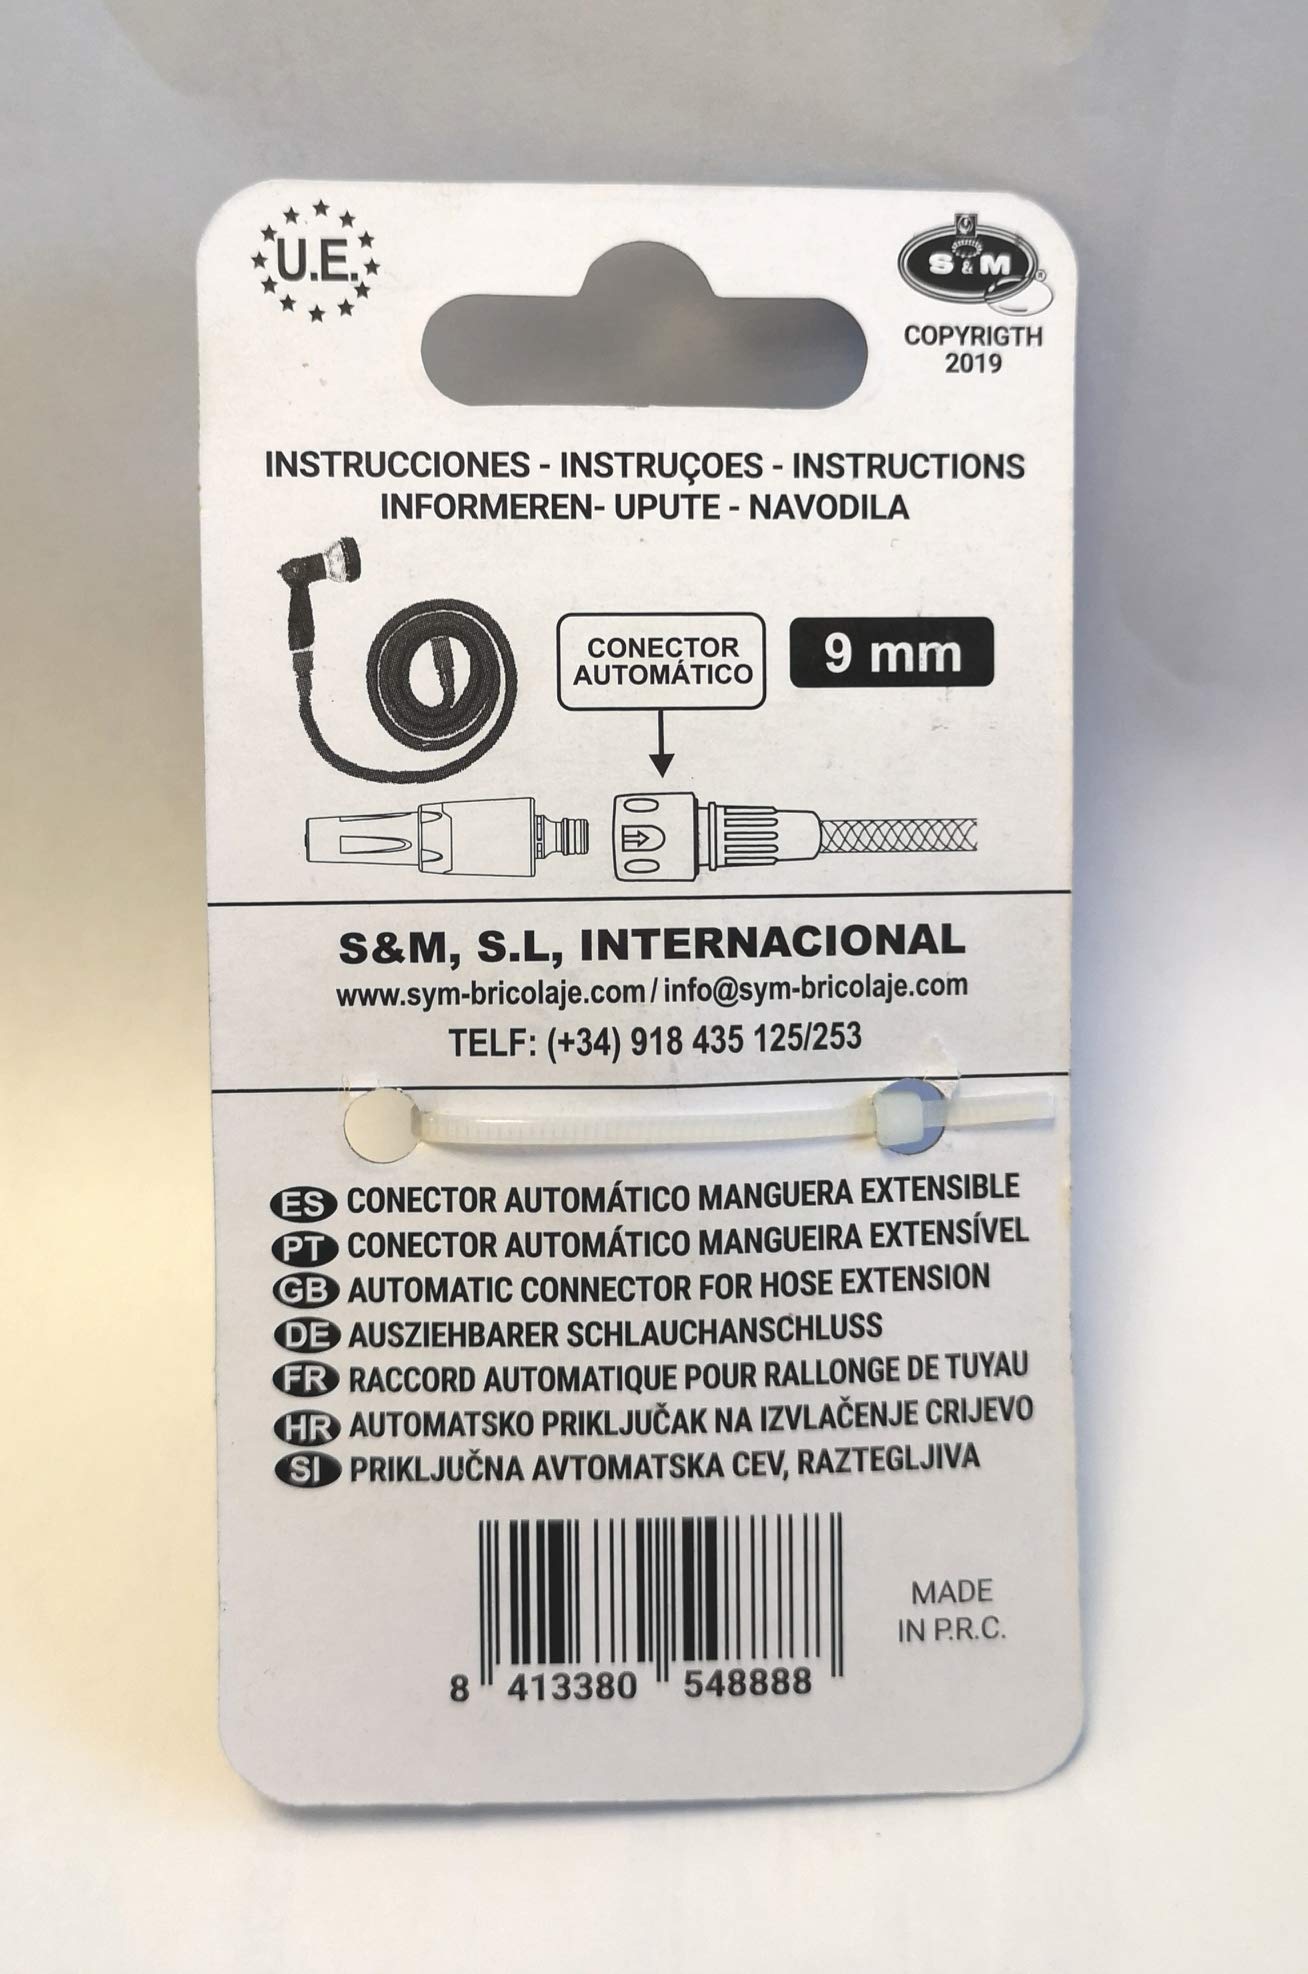 U.E.
S & M ®
COPYRIGTH
2019
INSTRUCCIONES - INSTRUÇOES - INSTRUCTIONS
INFORMEREN- UPUTE - NAVODILA
CONECTOR
AUTOMÁTICO
9 mm
S&M, S.L, INTERNACIONAL
www.sym-bricolaje.com / info@sym-bricolaje.com
TELF: (+34) 918 435 125/253
ES CONECTOR AUTOMÁTICO MANGUERA EXTENSIBLE
PT CONECTOR AUTOMÁTICO MANGUEIRA EXTENSÍVEL
GB AUTOMATIC CONNECTOR FOR HOSE EXTENSION
DE AUSZIEHBARER SCHLAUCHANSCHLUSS
FR RACCORD AUTOMATIQUE POUR RALLONGE DE TUYAU
HR AUTOMATSKO PRIKLJUČAK NA IZVLAČENJE CRIJEVO
SI PRIKLJUČNA AVTOMATSKA CEV, RAZTEGLJIVA
8 413380 548888
MADE
IN P.R.C.